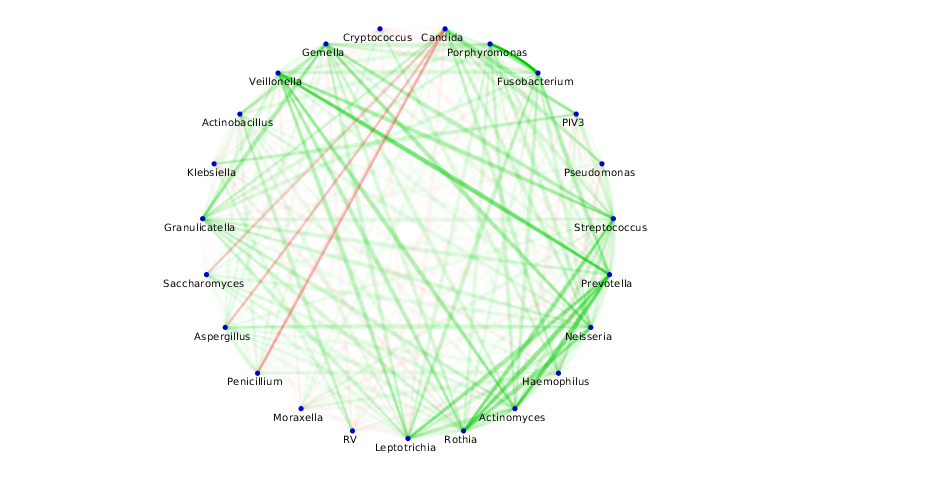 Cryptococcus
Candida
Gemella
Porphyromonas
Veillonella
Fusobacterium
Actinobacillus
PIV3
Klebsiella
Pseudomonas
Granulicatella
Streptococcus
Saccharomyces
Prevotella
Aspergillus
Neisseria
Penicillium
Haemophilus
Moraxella
Actinomyces
RV
Rothia
Leptotrichia